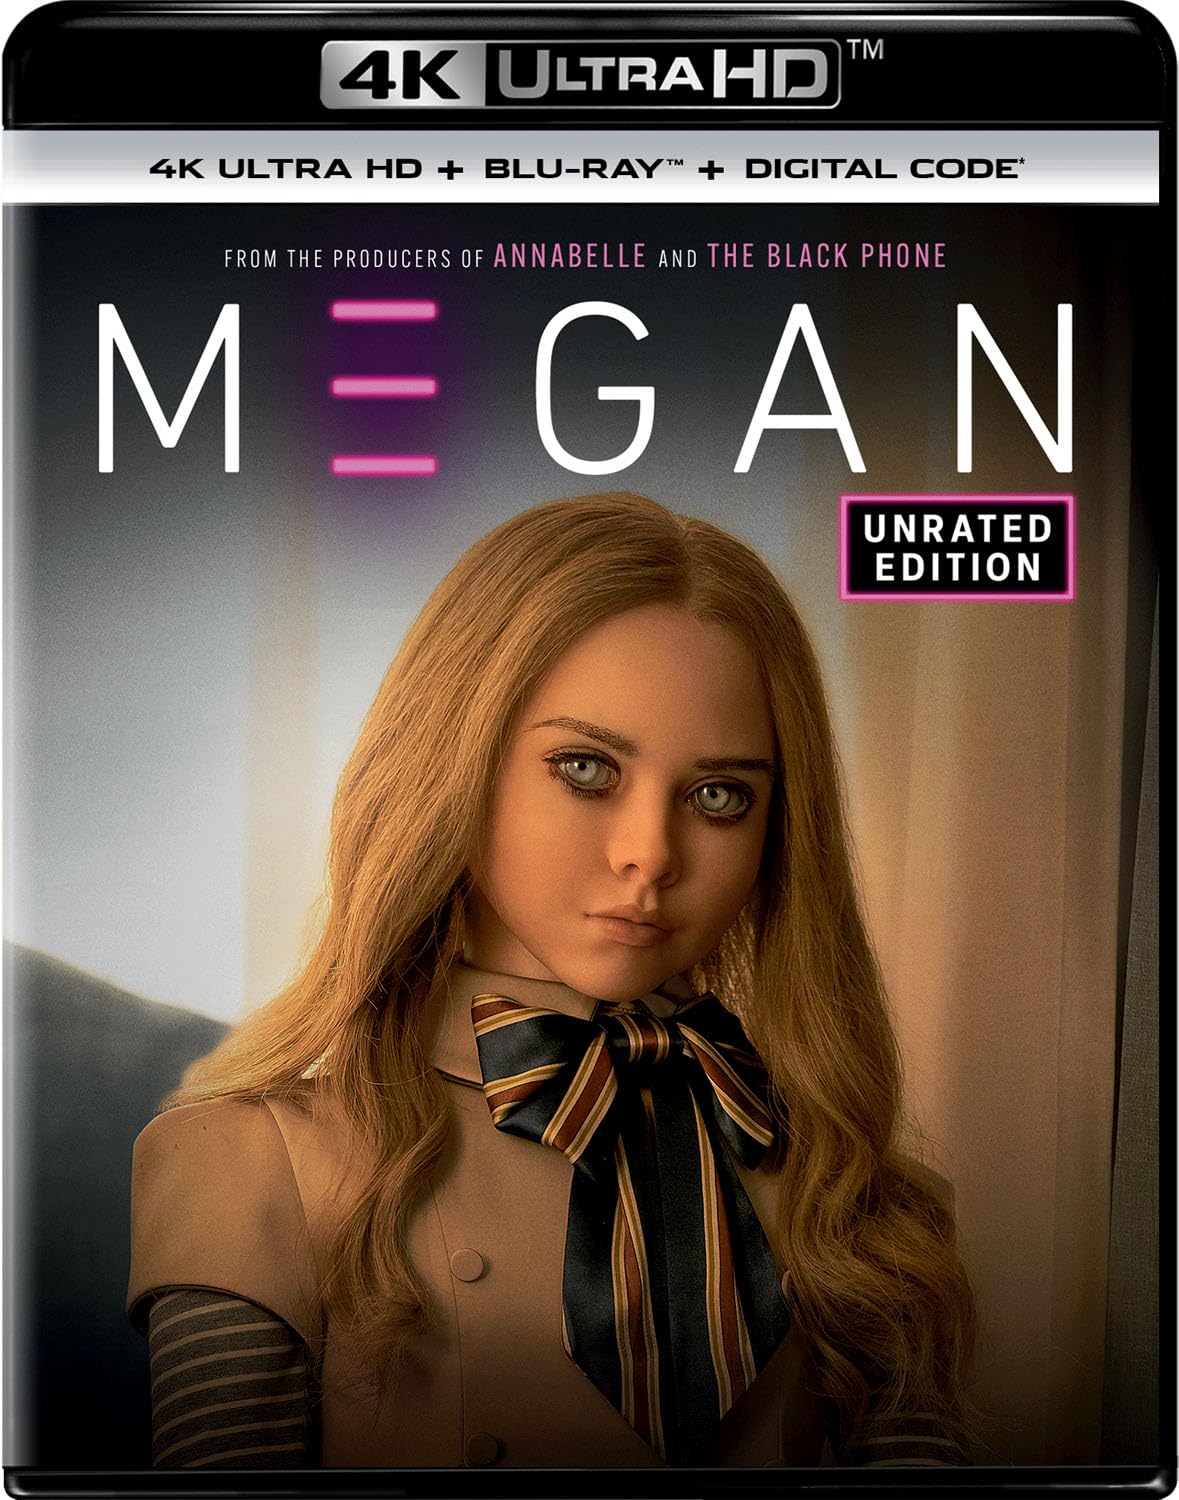 4K ULTRA HD™
4K ULTRA HD + BLU-RAY™ + DIGITAL CODE*
FROM THE PRODUCERS OF ANNABELLE AND THE BLACK PHONE
M☰GAN
UNRATED
EDITION